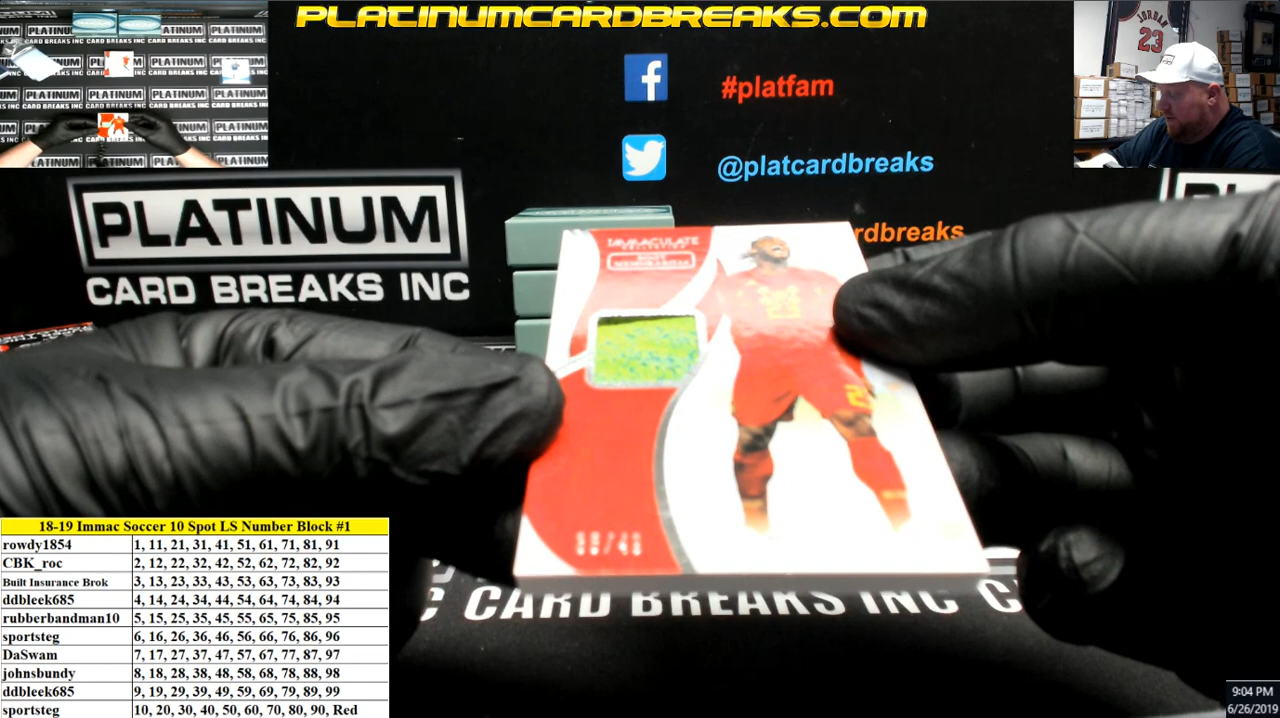 PLATINUMCARDBREAKS.COM
#platfam
@platcardbreaks
rdbreaks
PLATINUM
CARD BREAKS INC
JORDAN
23
IMMACULATE
COLLECTION
BOOT
MEMORABILIA
CARD BREAKS INC
18-19 Immac Soccer 10 Spot LS Number Block #1
rowdy1854 1, 11, 21, 31, 41, 51, 61, 71, 81, 91
CBK_roc 2, 12, 22, 32, 42, 52, 62, 72, 82, 92
Built Insurance Brok 3, 13, 23, 33, 43, 53, 63, 73, 83, 93
ddbleek685 4, 14, 24, 34, 44, 54, 64, 74, 84, 94
rubberbandman10 5, 15, 25, 35, 45, 55, 65, 75, 85, 95
sportsteg 6, 16, 26, 36, 46, 56, 66, 76, 86, 96
DaSwam 7, 17, 27, 37, 47, 57, 67, 77, 87, 97
johnsbundy 8, 18, 28, 38, 48, 58, 68, 78, 88, 98
ddbleek685 9, 19, 29, 39, 49, 59, 69, 79, 89, 99
sportsteg 10, 20, 30, 40, 50, 60, 70, 80, 90, Red
9:04 PM
6/26/2019